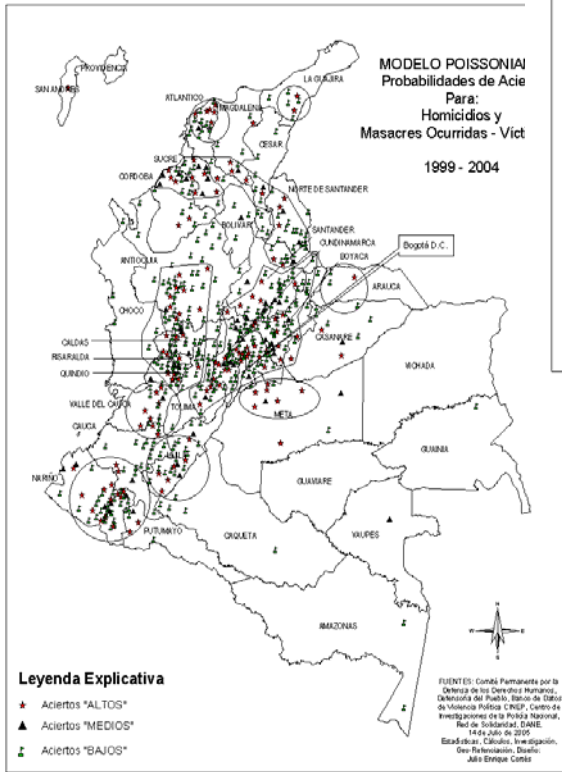 MODELO POISSONIA
Probabilidades de Acie
Para:
Homicidios y
Masacres Ocurridas - Víct
1999 - 2004
PROVIDENCIA
SAN ANDRES
LA GUAJIRA
ATLANTICO
MAGDALENA
CESAR
SUCRE
CORDOBA
NORTE DE SANTANDER
BOLIVAR
SANTANDER
CUNDINAMARCA
BOYACA
Bogotá D.C.
ANTIOQUIA
ARAUCA
CHOCO
CASANARE
CALDAS
RISARALDA
VICHADA
QUINDIO
VALLE DEL CAUCA
TOLIMA
META
CAUCA
GUAINIA
HUILA
NARIÑO
GUAVIARE
PUTUMAYO
CAQUETA
VAUPES
AMAZONAS
N
W
E
S
Leyenda Explicativa
Aciertos "ALTOS"
Aciertos "MEDIOS"
Aciertos "BAJOS"
FUENTES: Comité Permanente por la
Defensa de los Derechos Humanos,
Defensoría del Pueblo, Banco de Datos
de Violencia Política CINEP, Centro de
Investigaciones de la Policía Nacional,
Red de Solidaridad, DANE.
14 de Julio de 2005
Estadísticas, Cálculos, Investigación,
Geo-Referenciación, Diseño:
Julio Enrique Cortés